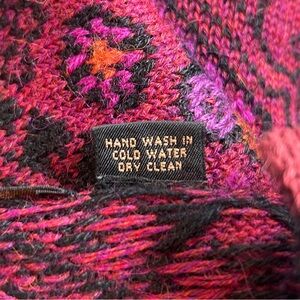 HAND WASH IN
COLD WATER
DRY CLEAN